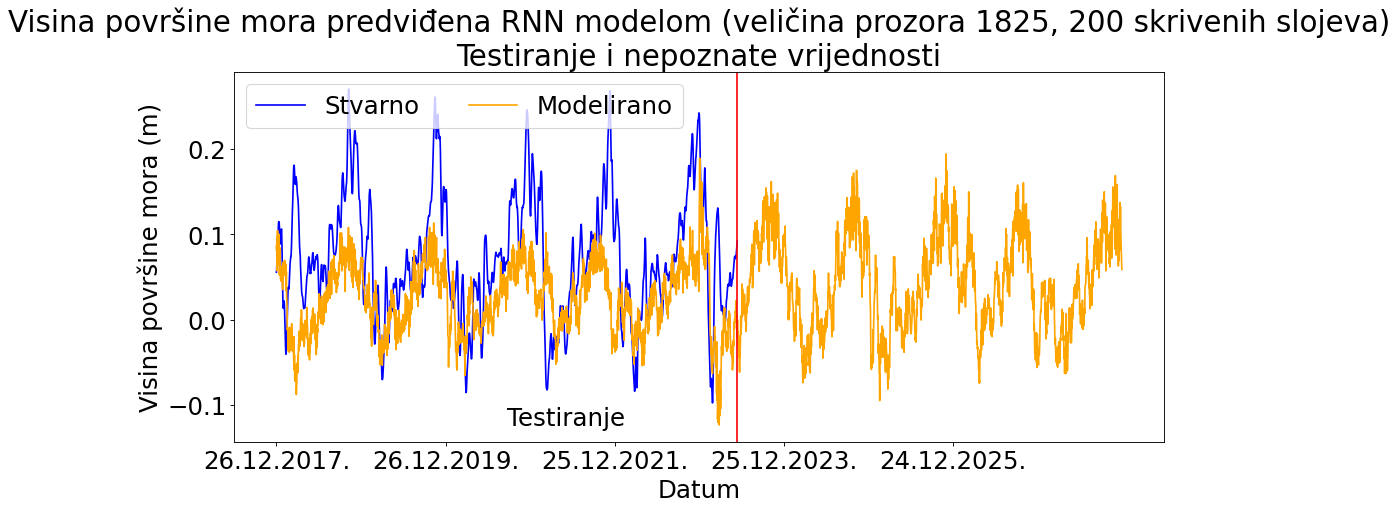 Visina površine mora predviđena RNN modelom (veličina prozora 1825, 200 skrivenih slojeva)
Testiranje i nepoznate vrijednosti
Stvarno
Modelirano
Visina površine mora (m)
0.2
0.1
0.0
−0.1
Testiranje
26.12.2017.
26.12.2019.
25.12.2021.
25.12.2023.
24.12.2025.
Datum